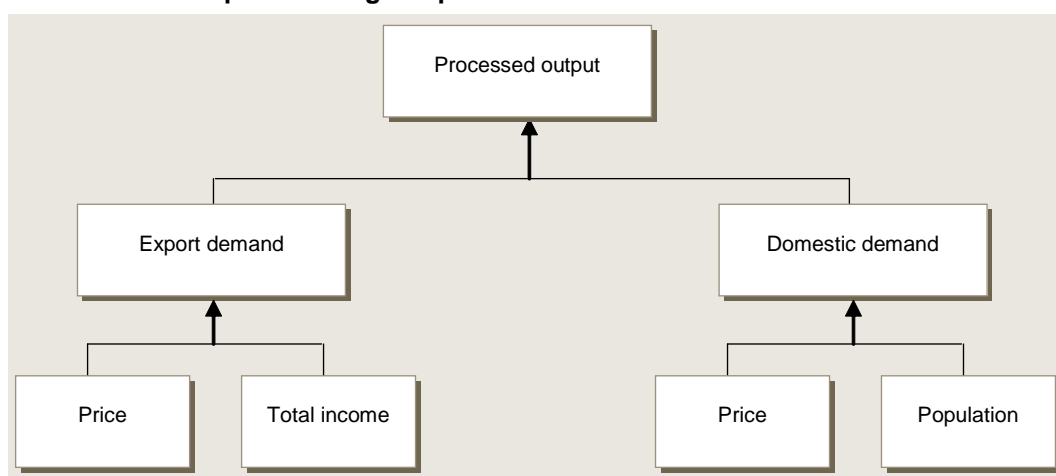 Processed output
Export demand
Domestic demand
Price
Total income
Price
Population